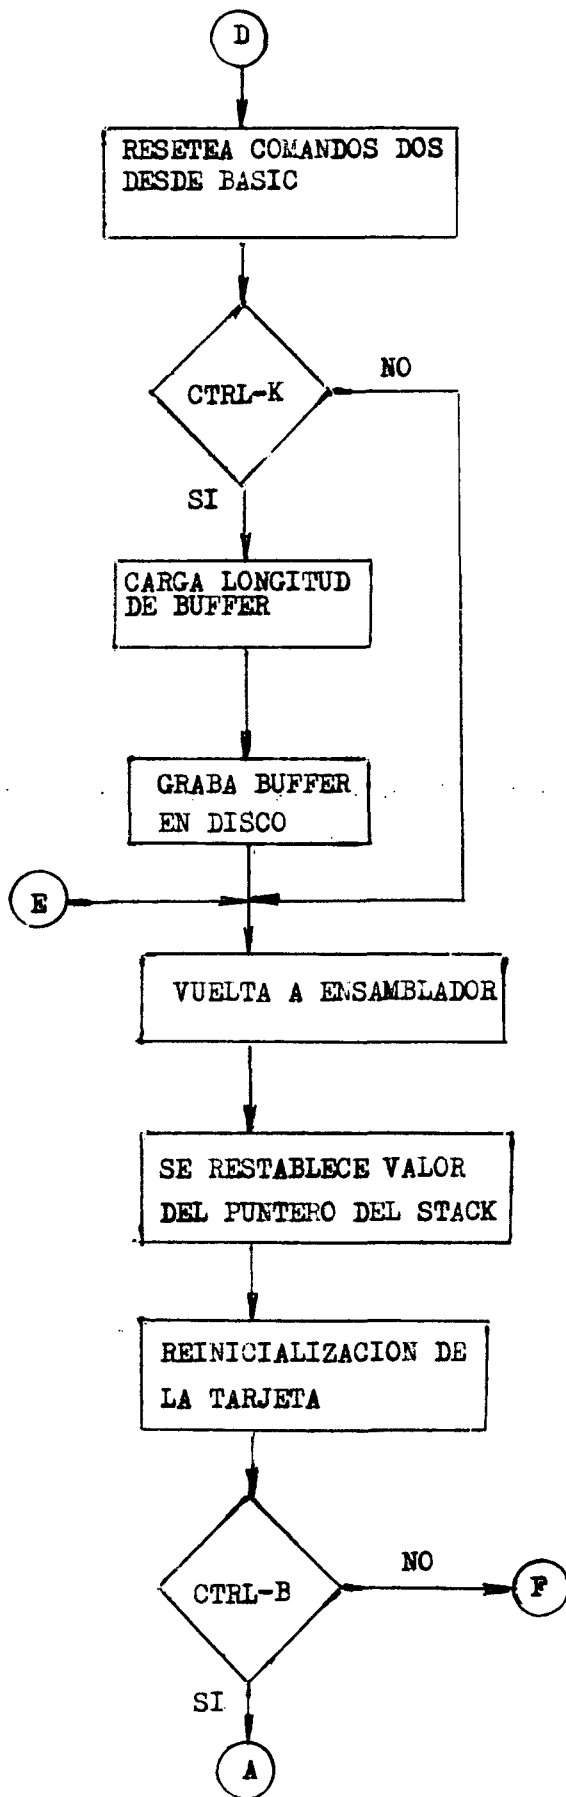 D
RESETEA COMANDOS DOS
DESDE BASIC
CTRL-K
NO
SI
CARGA LONGITUD
DE BUFFER
GRABA BUFFER
EN DISCO
E
VUELTA A ENSAMBLADOR
SE RESTABLECE VALOR
DEL PUNTERO DEL STACK
REINICIALIZACION DE
LA TARJETA
CTRL-B
NO
F
SI
A